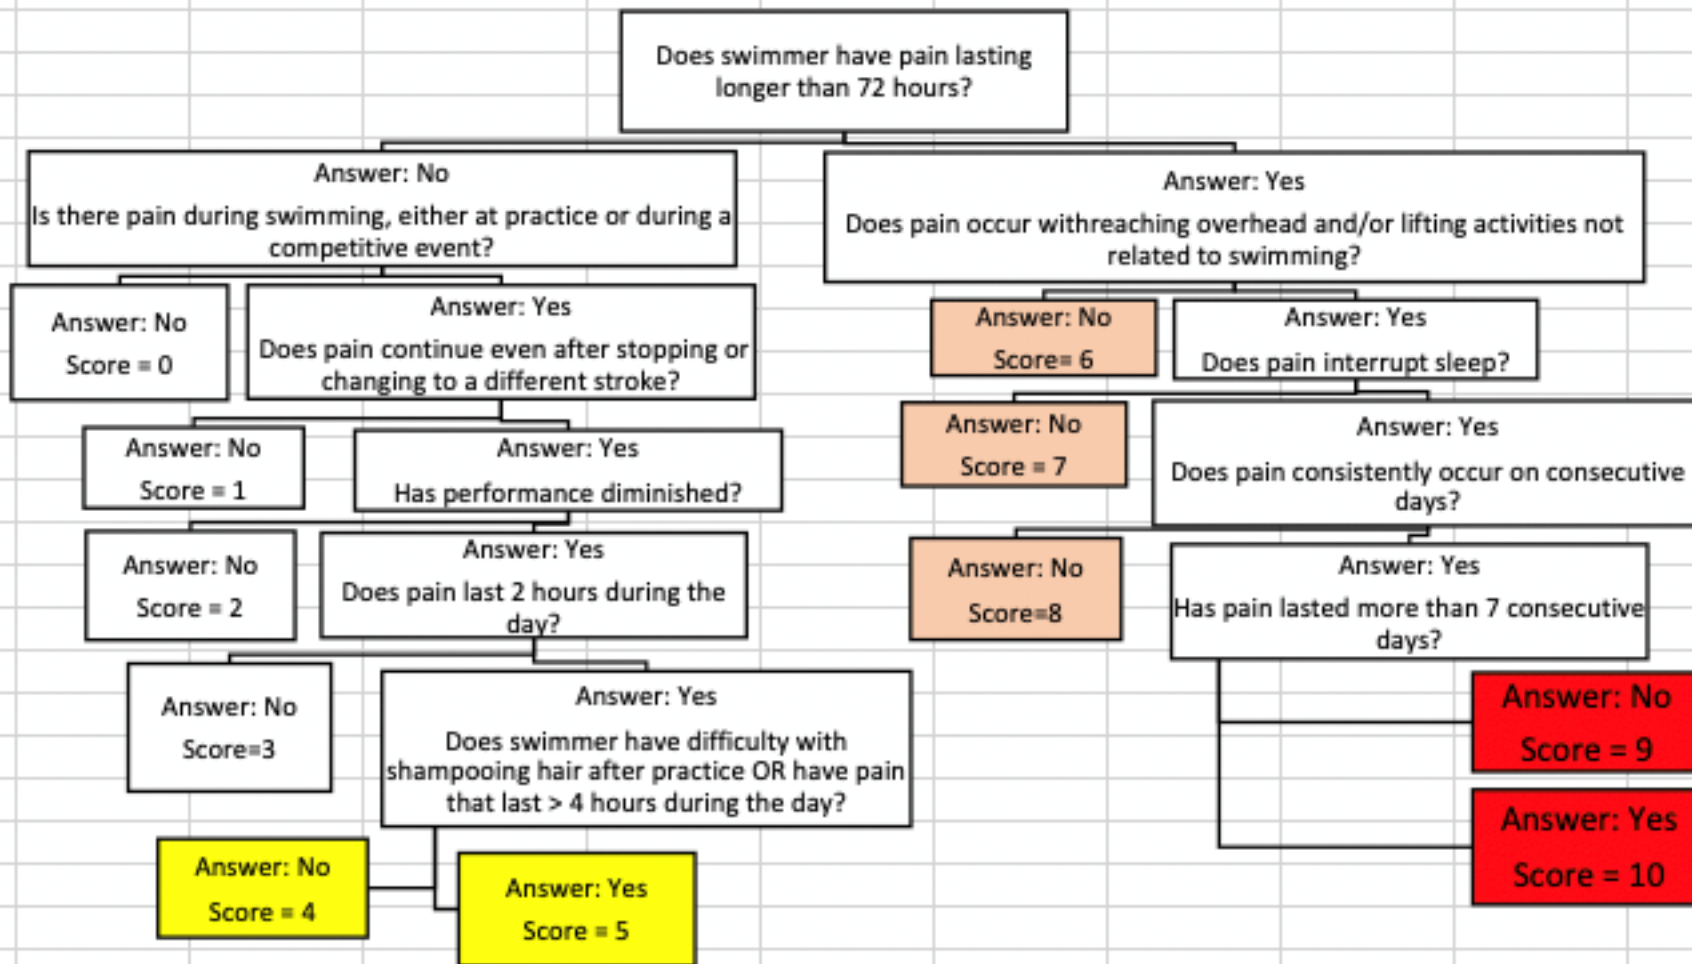 Does swimmer have pain lasting
longer than 72 hours?
Answer: No
Is there pain during swimming, either at practice or during a
competitive event?
Answer: Yes
Does pain occur withreaching overhead and/or lifting activities not
related to swimming?
Answer: No
Score = 0
Answer: Yes
Does pain continue even after stopping or
changing to a different stroke?
Answer: No
Score= 6
Answer: Yes
Does pain interrupt sleep?
Answer: No
Score = 1
Answer: Yes
Has performance diminished?
Answer: No
Score = 7
Answer: Yes
Does pain consistently occur on consecutive
days?
Answer: No
Score = 2
Answer: Yes
Does pain last 2 hours during the
day?
Answer: No
Score=8
Answer: Yes
Has pain lasted more than 7 consecutive
days?
Answer: No
Score=3
Answer: Yes
Does swimmer have difficulty with
shampooing hair after practice OR have pain
that last > 4 hours during the day?
Answer: No
Score = 9
Answer: Yes
Score = 10
Answer: No
Score = 4
Answer: Yes
Score = 5